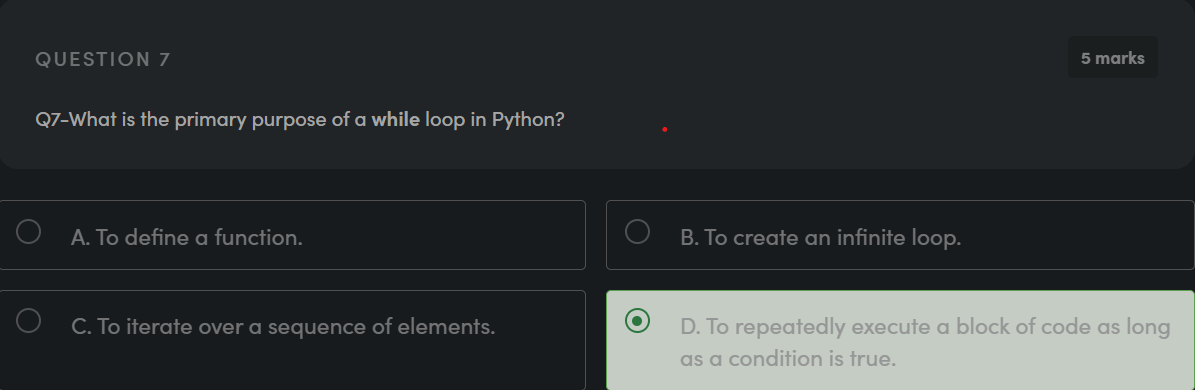 QUESTION 7
5 marks
Q7-What is the primary purpose of a while loop in Python?
A. To define a function.
B. To create an infinite loop.
C. To iterate over a sequence of elements.
D. To repeatedly execute a block of code as long
as a condition is true.